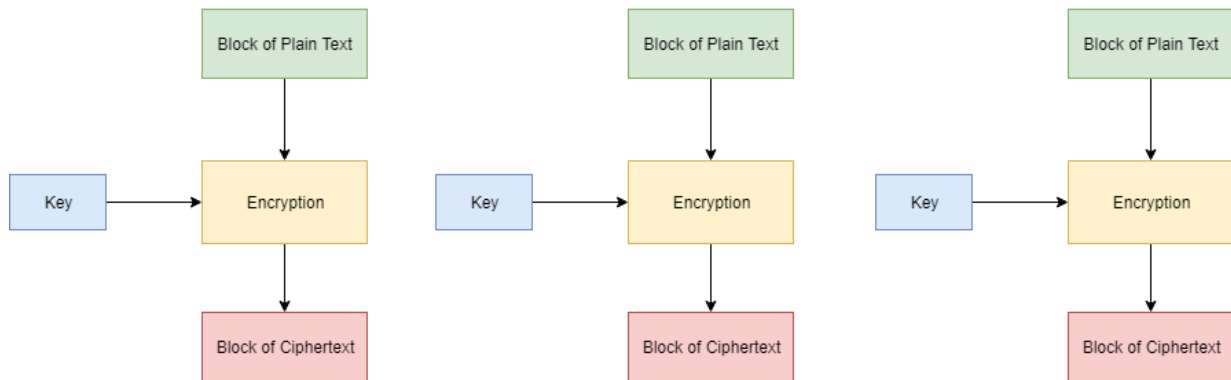 Block of Plain Text
Block of Plain Text
Block of Plain Text
Key
Encryption
Key
Encryption
Key
Encryption
Block of Ciphertext
Block of Ciphertext
Block of Ciphertext